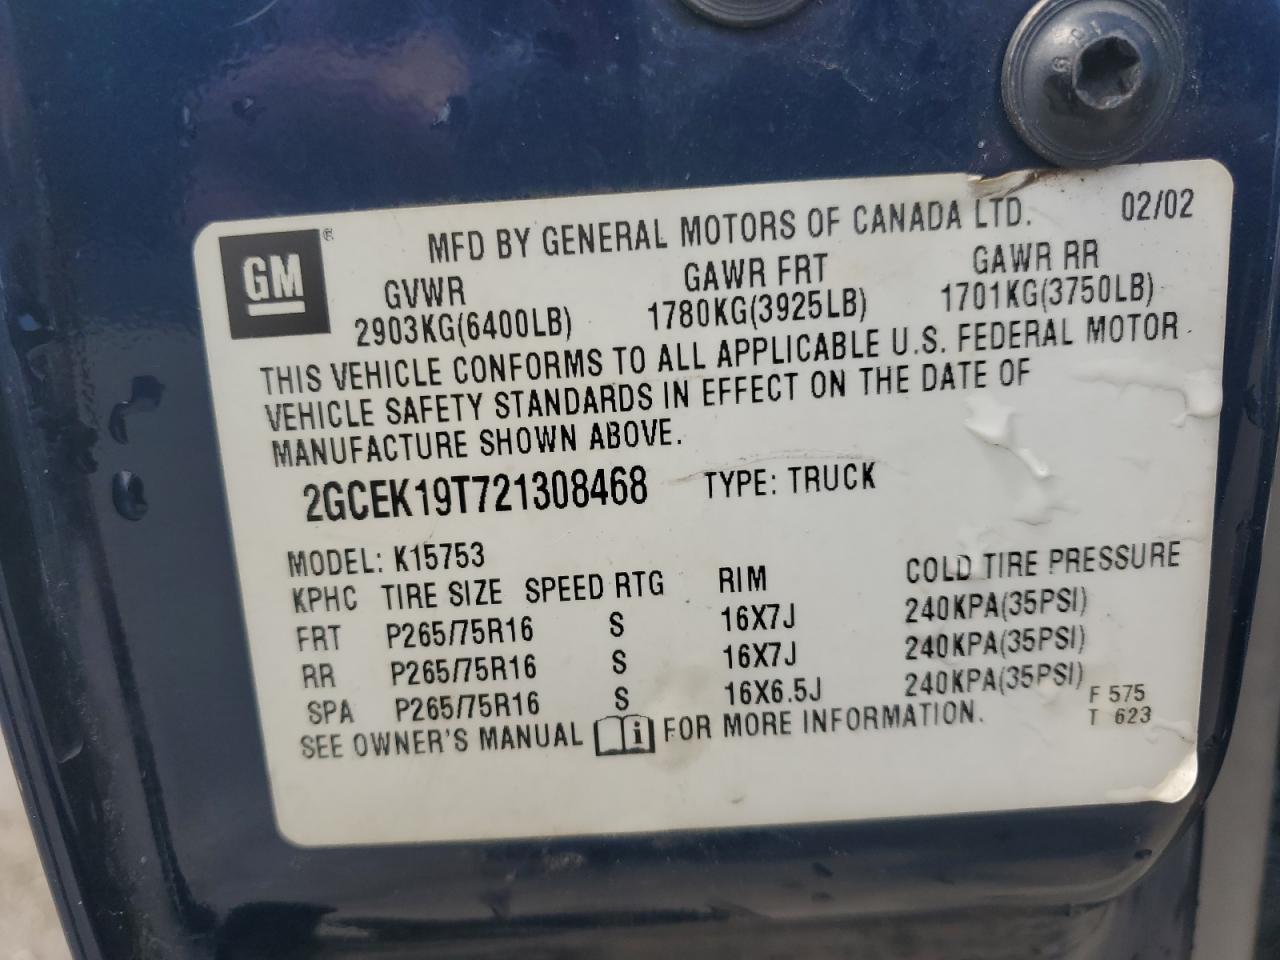 GM ® MFD BY GENERAL MOTORS OF CANADA LTD. 02/02
GVWR GAWR FRT GAWR RR
2903KG(6400LB) 1780KG(3925LB) 1701KG(3750LB)
THIS VEHICLE CONFORMS TO ALL APPLICABLE U.S. FEDERAL MOTOR
VEHICLE SAFETY STANDARDS IN EFFECT ON THE DATE OF
MANUFACTURE SHOWN ABOVE.
2GCEK19T721308468 TYPE: TRUCK
MODEL: K15753
KPHC TIRE SIZE SPEED RTG RIM COLD TIRE PRESSURE
FRT P265/75R16 S 16X7J 240KPA(35PSI)
RR P265/75R16 S 16X7J 240KPA(35PSI)
SPA P265/75R16 S 16X6.5J 240KPA(35PSI)
F 575
SEE OWNER'S MANUAL i FOR MORE INFORMATION. T 623